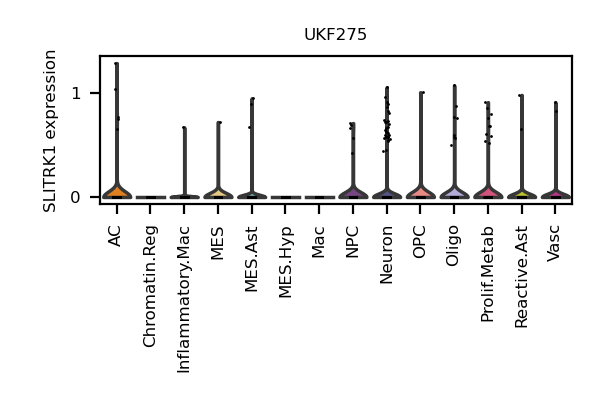 UKF275
SLITRK1 expression
1
0
AC
Chromatin.Reg
Inflammatory.Mac
MES
MES.Ast
MES.Hyp
Mac
NPC
Neuron
OPC
Oligo
Prolif.Metab
Reactive.Ast
Vasc